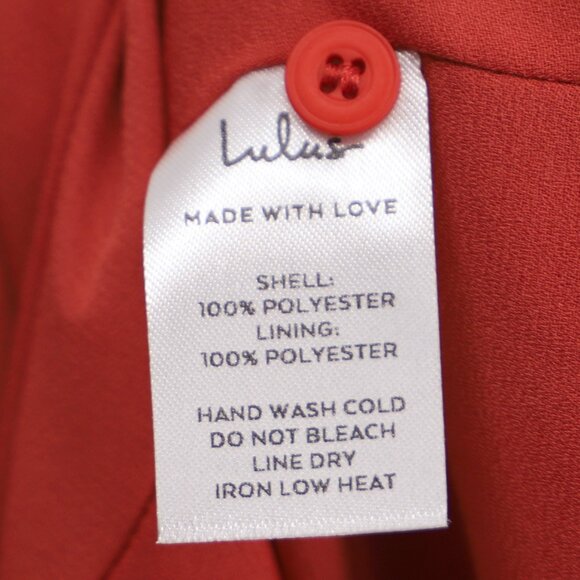 Lulus
MADE WITH LOVE
SHELL:
100% POLYESTER
LINING:
100% POLYESTER
HAND WASH COLD
DO NOT BLEACH
LINE DRY
IRON LOW HEAT